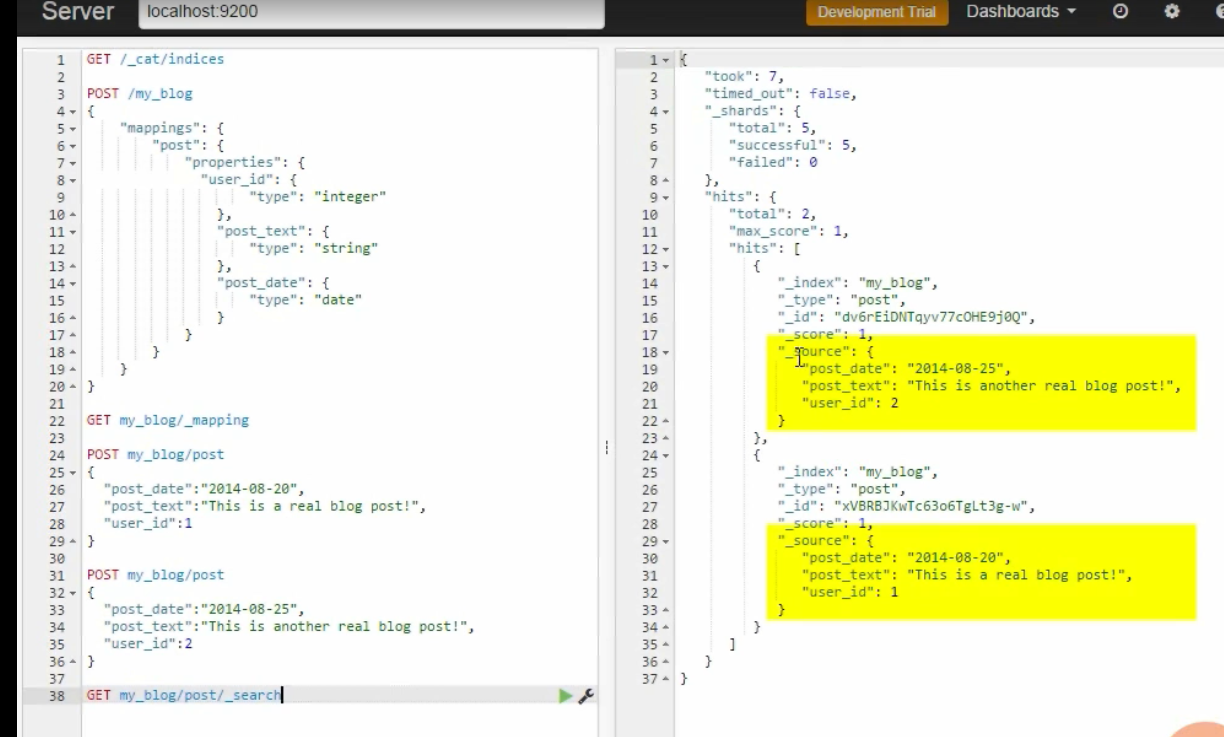 Server localhost:9200 Development Trial Dashboards
1 GET /_cat/indices
2
3 POST /my_blog
4 {
5 "mappings": {
6 "post": {
7 "properties": {
8 "user_id": {
9 "type": "integer"
10 },
11 "post_text": {
12 "type": "string"
13 },
14 "post_date": {
15 "type": "date"
16 }
17 }
18 }
19 }
20 }
21
22 GET my_blog/_mapping
23
24 POST my_blog/post
25 {
26 "post_date":"2014-08-20",
27 "post_text":"This is a real blog post!",
28 "user_id":1
29 }
30
31 POST my_blog/post
32 {
33 "post_date":"2014-08-25",
34 "post_text":"This is another real blog post!",
35 "user_id":2
36 }
37
38 GET my_blog/post/_search
1 {
2 "took": 7,
3 "timed_out": false,
4 "_shards": {
5 "total": 5,
6 "successful": 5,
7 "failed": 0
8 },
9 "hits": {
10 "total": 2,
11 "max_score": 1,
12 "hits": [
13 {
14 "_index": "my_blog",
15 "_type": "post",
16 "_id": "dv6rEiDNTqyv77cOHE9j0Q",
17 "_score": 1,
18 "_source": {
19 "post_date": "2014-08-25",
20 "post_text": "This is another real blog post!",
21 "user_id": 2
22 }
23 },
24 {
25 "_index": "my_blog",
26 "_type": "post",
27 "_id": "xVBRBJKwTc63o6TgLt3g-w",
28 "_score": 1,
29 "_source": {
30 "post_date": "2014-08-20",
31 "post_text": "This is a real blog post!",
32 "user_id": 1
33 }
34 }
35 ]
36 }
37 }